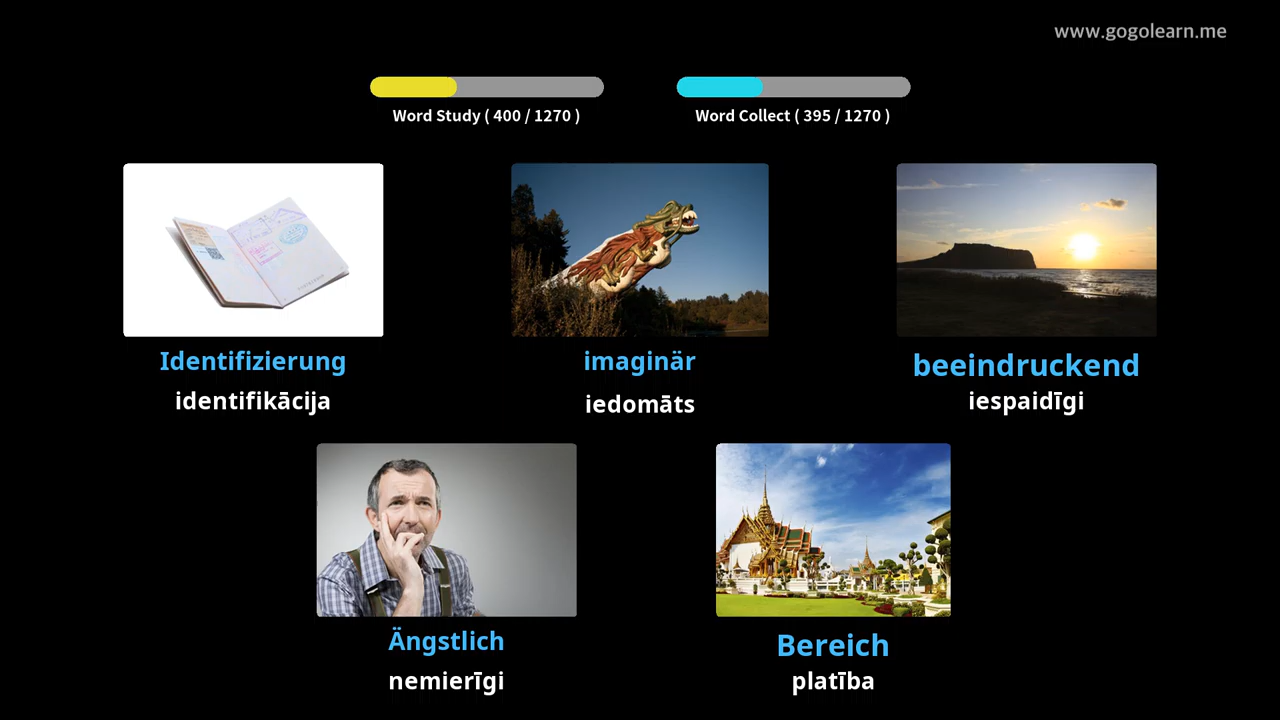 www.gogolearn.me
Word Study ( 400 / 1270 )
Word Collect ( 395 / 1270 )
Identifizierung
identifikācija
imaginär
iedomāts
beeindruckend
iespaidīgi
Ängstlich
nemierīgi
Bereich
platība